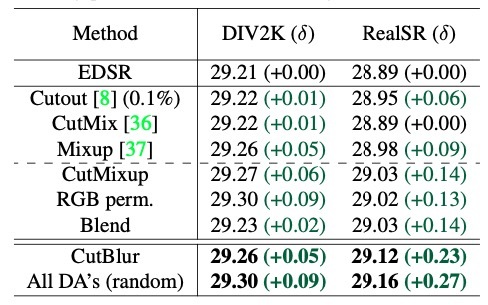 Method DIV2K (δ) RealSR (δ)
EDSR 29.21 (+0.00) 28.89 (+0.00)
Cutout [8] (0.1%) 29.22 (+0.01) 28.95 (+0.06)
CutMix [36] 29.22 (+0.01) 28.89 (+0.00)
Mixup [37] 29.26 (+0.05) 28.98 (+0.09)
CutMixup 29.27 (+0.06) 29.03 (+0.14)
RGB perm. 29.30 (+0.09) 29.02 (+0.13)
Blend 29.23 (+0.02) 29.03 (+0.14)
CutBlur 29.26 (+0.05) 29.12 (+0.23)
All DA's (random) 29.30 (+0.09) 29.16 (+0.27)